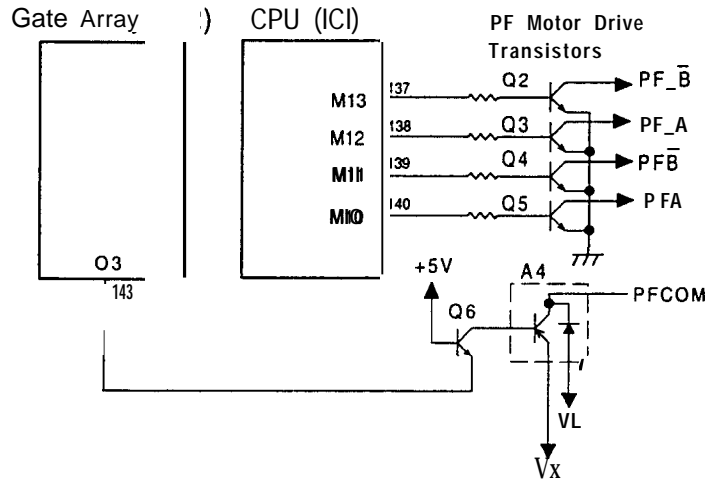 Gate Array ) CPU (ICI) PF Motor Drive
Transistors
M13 137 Q2 PF_B̅
M12 138 Q3 PF_A
M11 139 Q4 PFB̅
M10 140 Q5 PFA
O3
143
+5V A4
Q6 PFCOM
VL
Vx